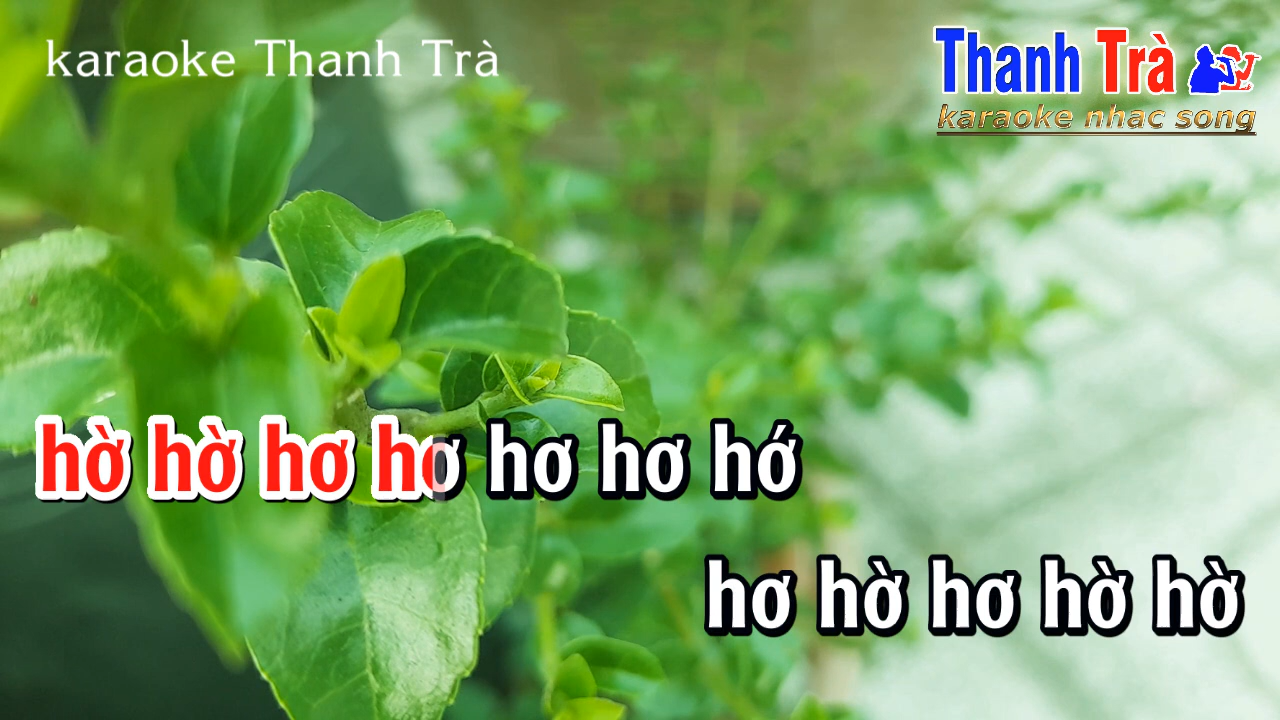 karaoke Thanh Trà
Thanh Trà
karaoke nhac song
hờ hờ hơ hơ hơ hơ hớ
hơ hờ hơ hờ hờ